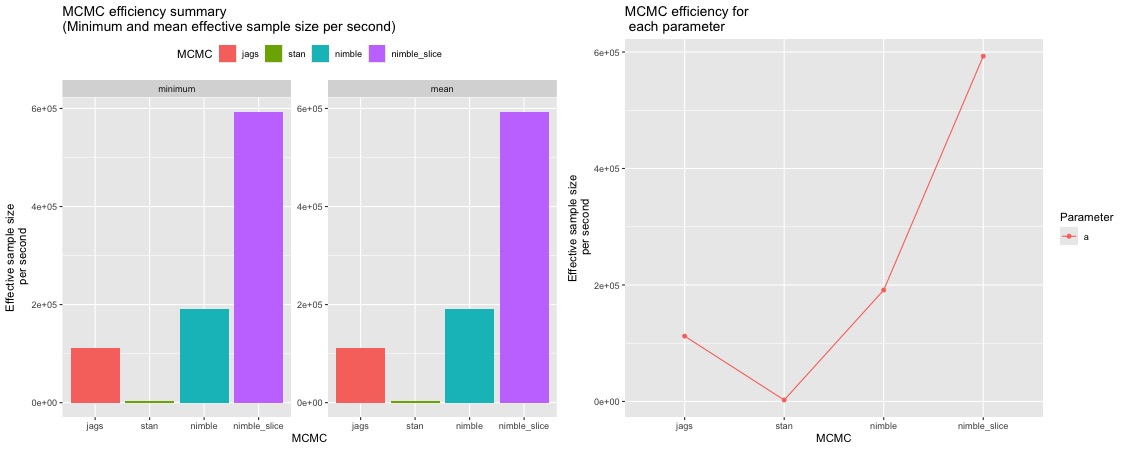 MCMC efficiency summary
(Minimum and mean effective sample size per second)
MCMC jags stan nimble nimble_slice
minimum
mean
6e+05
4e+05
2e+05
0e+00
Effective sample size
per second
jags stan nimble nimble_slice
6e+05
4e+05
2e+05
0e+00
jags stan nimble nimble_slice
MCMC
MCMC efficiency for
each parameter
6e+05
4e+05
2e+05
0e+00
Effective sample size
per second
jags stan nimble nimble_slice
MCMC
Parameter
a